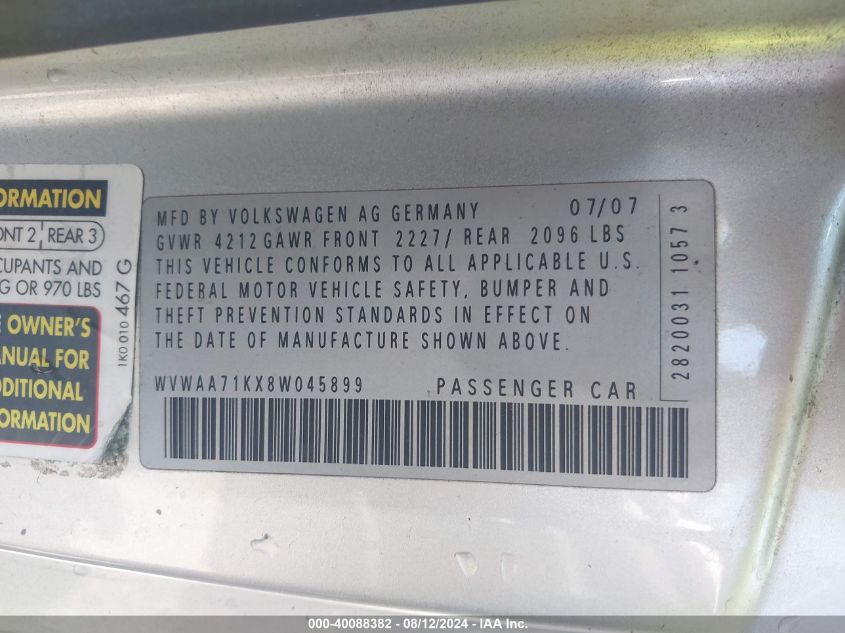 ORMATION
ONT 2 REAR 3
CUPANTS AND
G OR 970 LBS
E OWNER'S
ANUAL FOR
DDITIONAL
FORMATION
1K0 010 467 G
MFD BY VOLKSWAGEN AG GERMANY 07/07
GVWR 4212 GAWR FRONT 2227/ REAR 2096 LBS
THIS VEHICLE CONFORMS TO ALL APPLICABLE U.S.
FEDERAL MOTOR VEHICLE SAFETY, BUMPER AND
THEFT PREVENTION STANDARDS IN EFFECT ON
THE DATE OF MANUFACTURE SHOWN ABOVE.
WVWAA71KX8W045899 PASSENGER CAR
2820031 1057 3
000-40088382 - 08/12/2024 - IAA Inc.